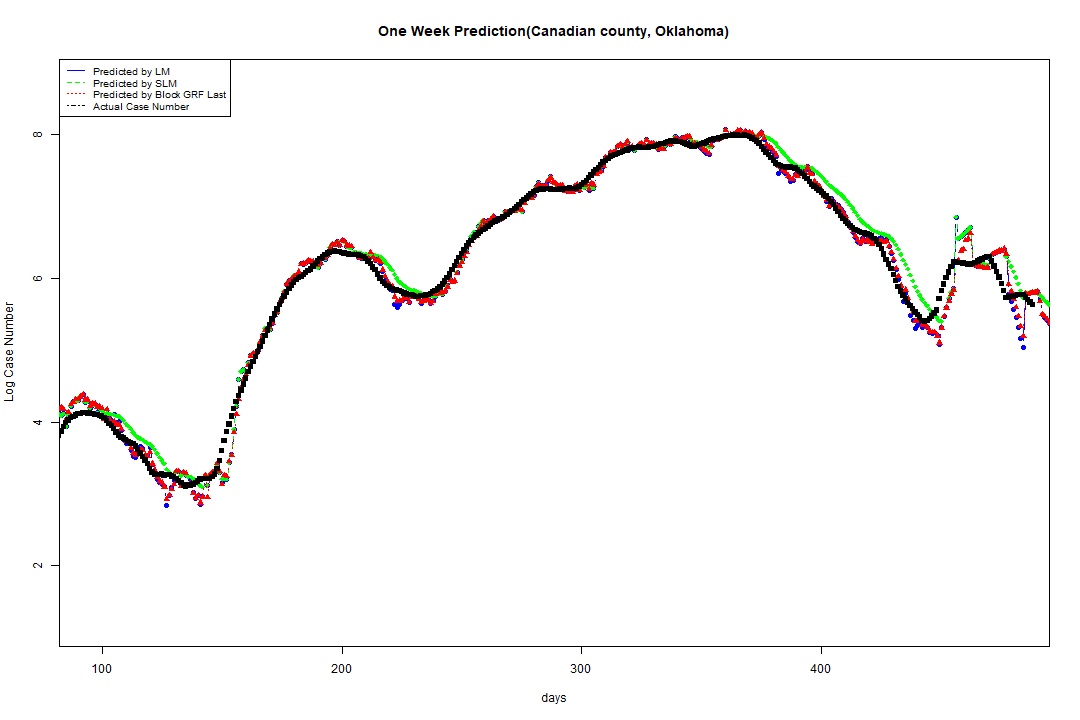 One Week Prediction(Canadian county, Oklahoma)
Predicted by LM
Predicted by SLM
Predicted by Block GRF Last
Actual Case Number
8
6
4
2
Log Case Number
100 200 300 400
days